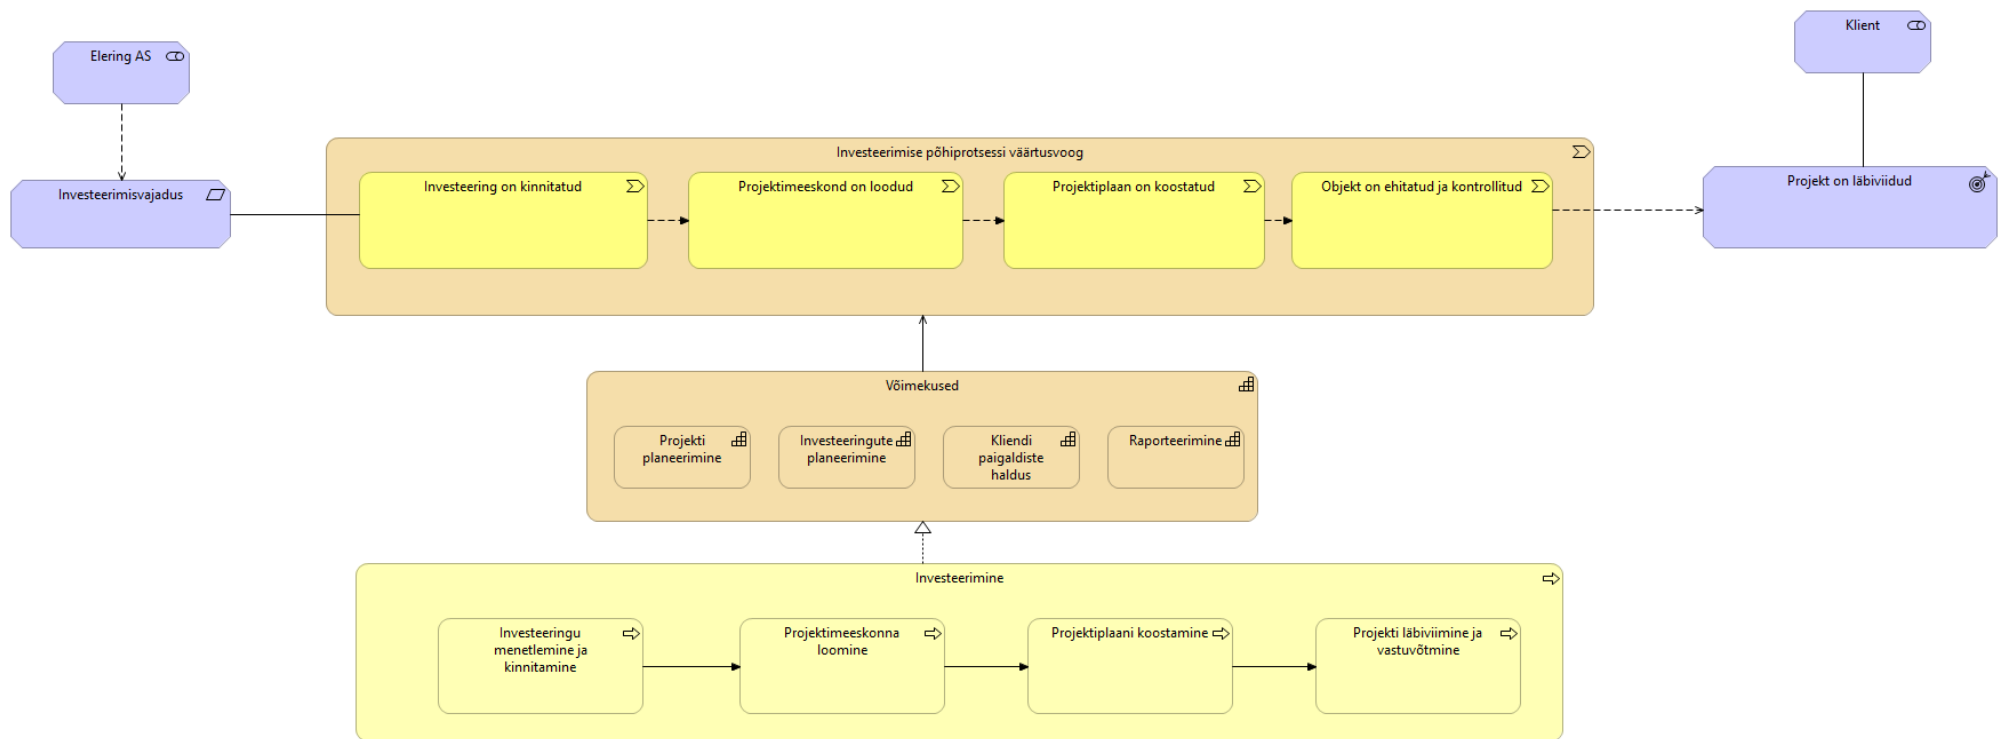 Klient
Elering AS
Investeerimise põhiprotsessi väärtusvoog
Investeerimisvajadus
Investeering on kinnitatud
Projektimeeskond on loodud
Projektiplaan on koostatud
Objekt on ehitatud ja kontrollitud
Projekt on läbiviidud
Võimekused
Projekti
planeerimine
Investeeringute
planeerimine
Kliendi
paigaldiste
haldus
Raporteerimine
Investeerimine
Investeeringu
menetlemine ja
kinnitamine
Projektimeeskonna
loomine
Projektiplaani koostamine
Projekti läbiviimine ja
vastuvõtmine